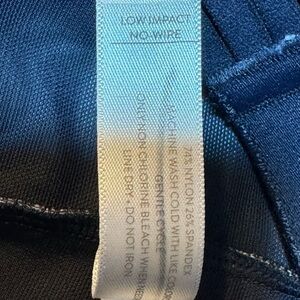 LOW IMPACT
NO-WIRE
74% NYLON 26% SPANDEX
MACHINE WASH COLD WITH LIKE COLORS
GENTLE CYCLE
ONLY NON CHLORINE BLEACH WHEN NEEDED
LINE DRY • DO NOT IRON